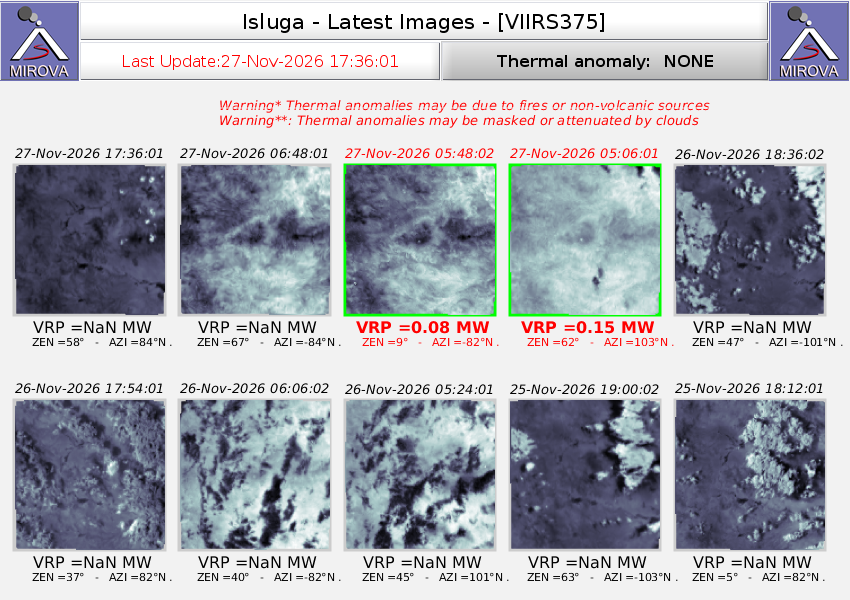 Isluga - Latest Images - [VIIRS375]
MIROVA
MIROVA
Last Update:27-Nov-2026 17:36:01
Thermal anomaly: NONE
Warning* Thermal anomalies may be due to fires or non-volcanic sources
Warning**: Thermal anomalies may be masked or attenuated by clouds
27-Nov-2026 17:36:01
27-Nov-2026 06:48:01
27-Nov-2026 05:48:02
27-Nov-2026 05:06:01
26-Nov-2026 18:36:02
VRP =NaN MW
VRP =NaN MW
VRP =0.08 MW
VRP =0.15 MW
VRP =NaN MW
ZEN =58° - AZI =84°N .
ZEN =67° - AZI =-84°N .
ZEN =9° - AZI =-82°N .
ZEN =62° - AZI =103°N .
ZEN =47° - AZI =-101°N .
26-Nov-2026 17:54:01
26-Nov-2026 06:06:02
26-Nov-2026 05:24:01
25-Nov-2026 19:00:02
25-Nov-2026 18:12:01
VRP =NaN MW
VRP =NaN MW
VRP =NaN MW
VRP =NaN MW
VRP =NaN MW
ZEN =37° - AZI =82°N .
ZEN =40° - AZI =-82°N .
ZEN =45° - AZI =101°N .
ZEN =63° - AZI =-103°N .
ZEN =5° - AZI =82°N .